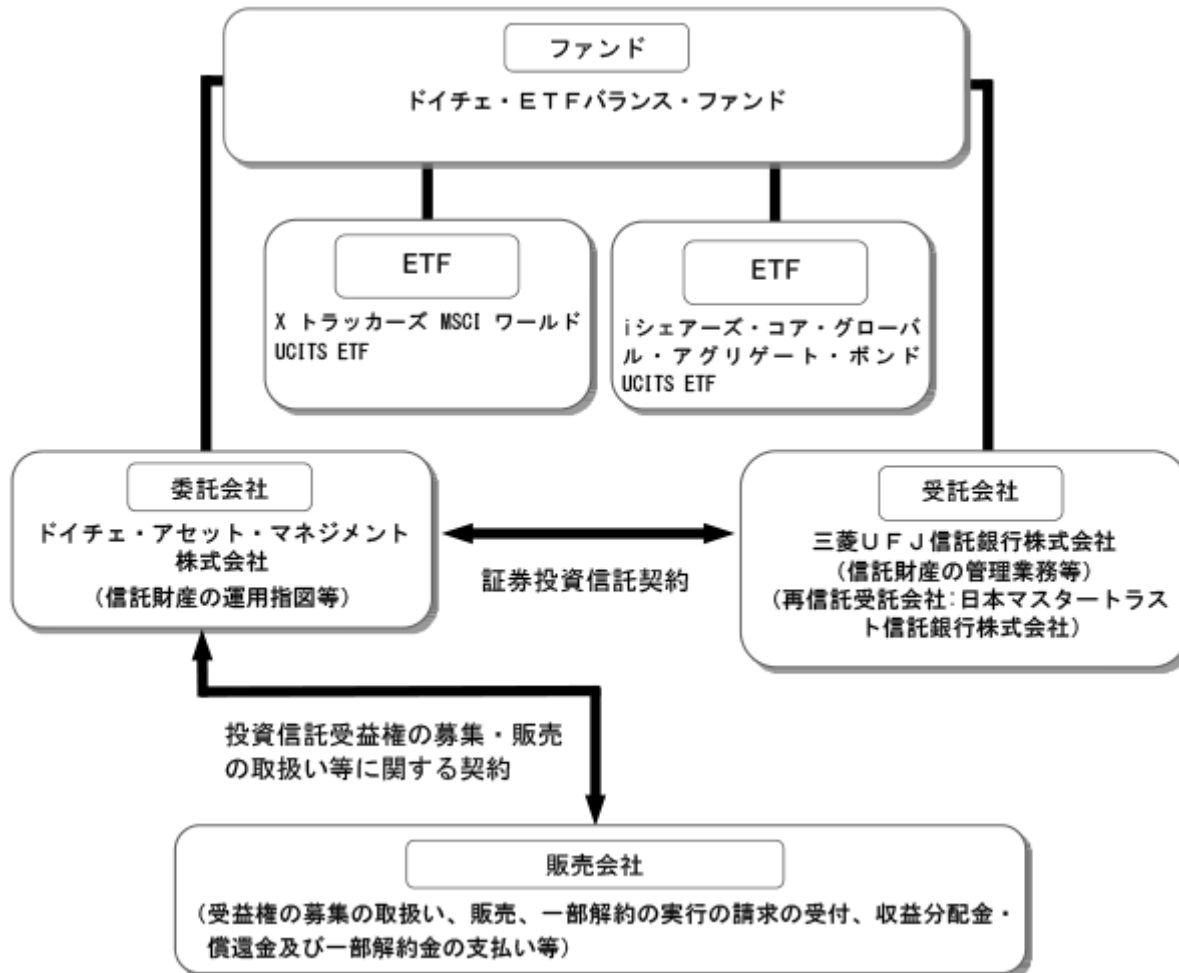 ファンド
ドイチェ・ＥＴＦバランス・ファンド
ETF
X トラッカーズ MSCI ワールド
UCITS ETF
ETF
iシェアーズ・コア・グローバ
ル・アグリゲート・ボンド
UCITS ETF
委託会社
ドイチェ・アセット・マネジメント
株式会社
(信託財産の運用指図等)
証券投資信託契約
受託会社
三菱ＵＦＪ信託銀行株式会社
(信託財産の管理業務等)
(再信託受託会社:日本マスタートラス
ト信託銀行株式会社)
投資信託受益権の募集・販売
の取扱い等に関する契約
販売会社
(受益権の募集の取扱い、販売、一部解約の実行の請求の受付、収益分配金・
償還金及び一部解約金の支払い等)